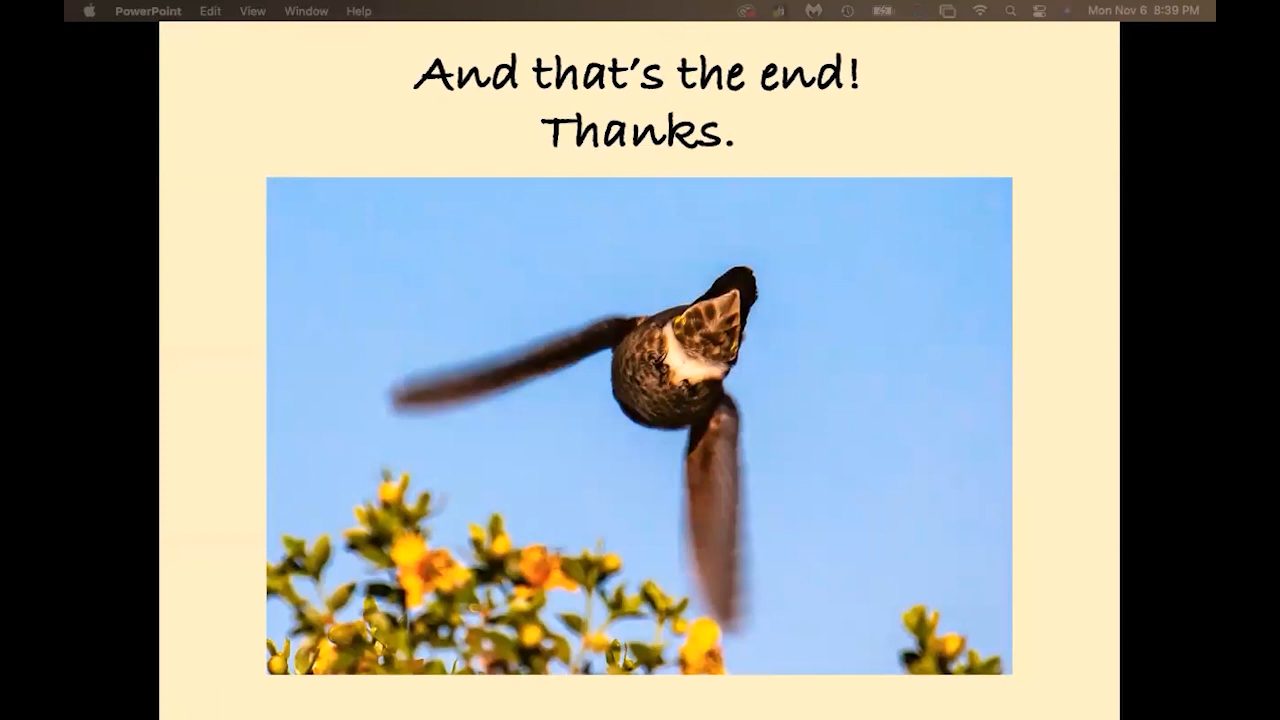 PowerPoint Edit View Window Help Mon Nov 6 8:39 PM
And that's the end!
Thanks.